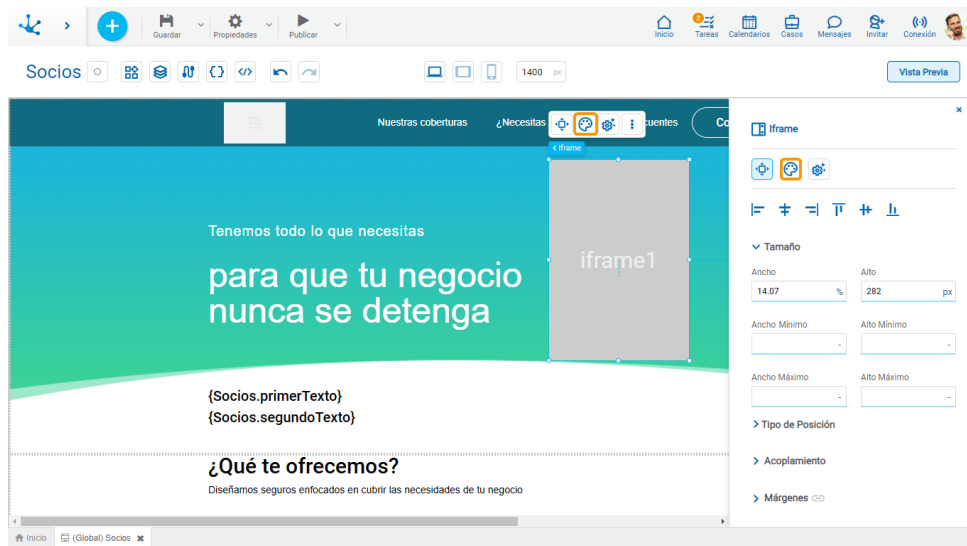 Guardar
Propiedades
Publicar
Inicio
2
Tareas
Calendarios
Casos
Mensajes
Invitar
Conexión
Socios
1400 px
Vista Previa
Nuestras coberturas
¿Necesitas
cuentes
Co
< Iframe
iframe1
Tenemos todo lo que necesitas
para que tu negocio
nunca se detenga
{Socios.primerTexto}
{Socios.segundoTexto}
¿Qué te ofrecemos?
Diseñamos seguros enfocados en cubrir las necesidades de tu negocio
Iframe
Tamaño
Ancho Alto
14.07 % 282 px
Ancho Mínimo Alto Mínimo
- -
Ancho Máximo Alto Máximo
- -
Tipo de Posición
Acoplamiento
Márgenes
Inicio
(Global) Socios